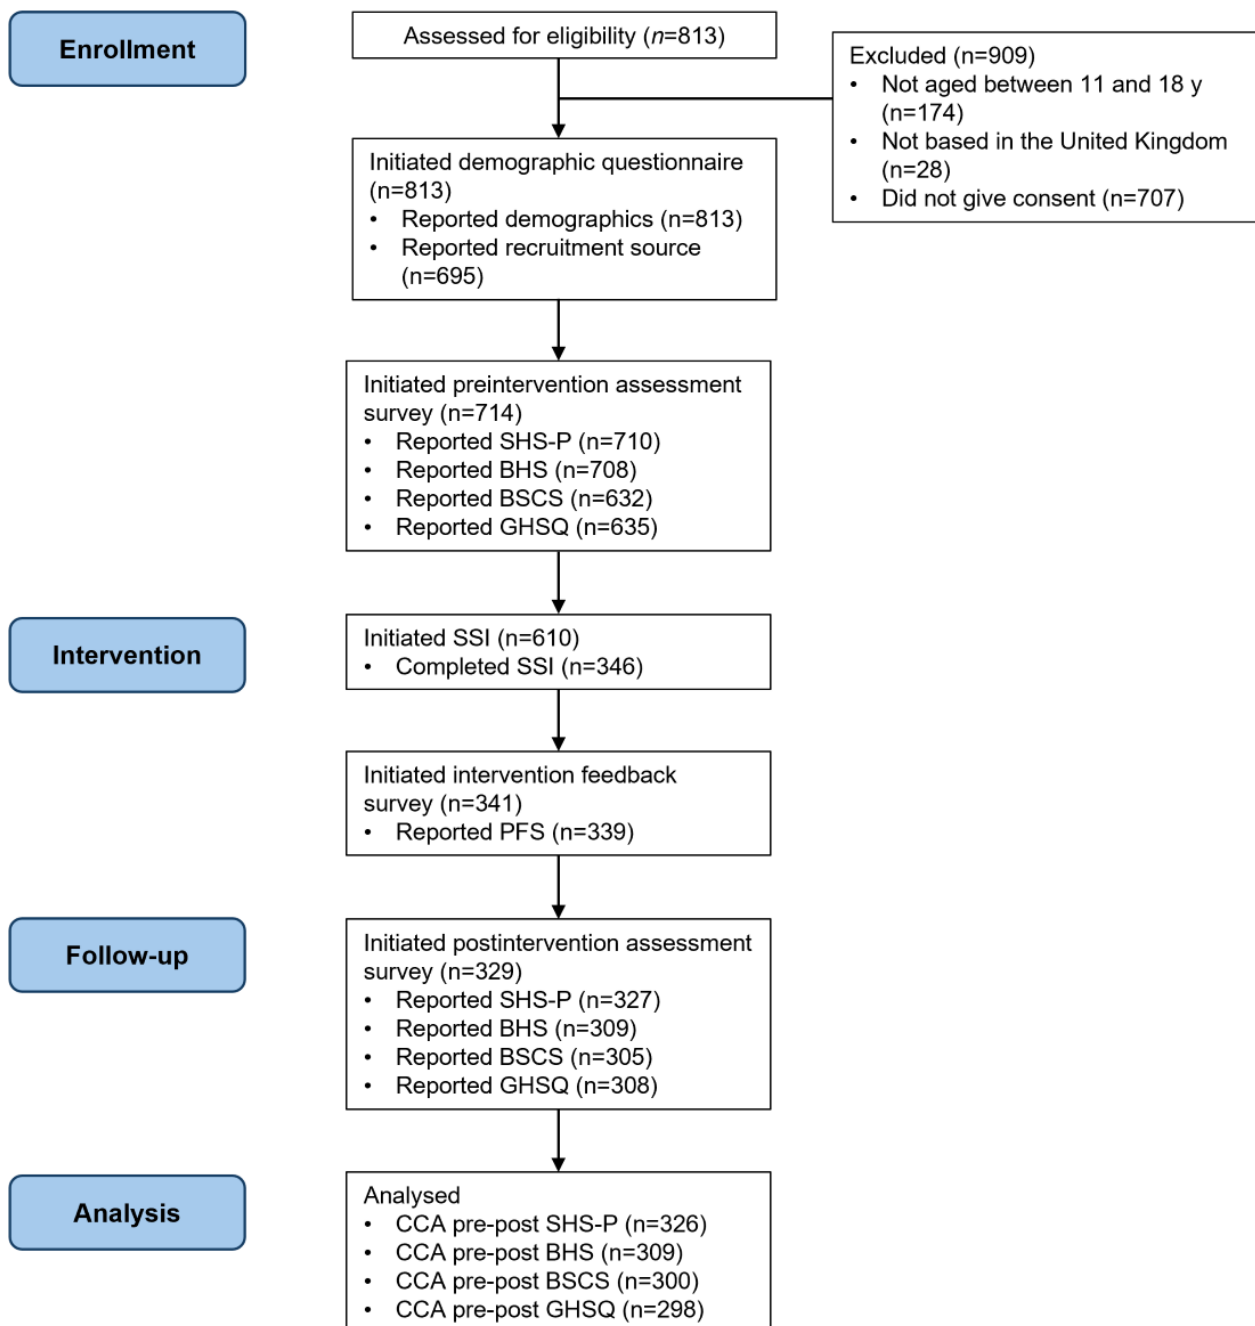 Enrollment
Assessed for eligibility (n=813)
Excluded (n=909)
• Not aged between 11 and 18 y
(n=174)
• Not based in the United Kingdom
(n=28)
• Did not give consent (n=707)
Initiated demographic questionnaire
(n=813)
• Reported demographics (n=813)
• Reported recruitment source
(n=695)
Initiated preintervention assessment
survey (n=714)
• Reported SHS-P (n=710)
• Reported BHS (n=708)
• Reported BSCS (n=632)
• Reported GHSQ (n=635)
Intervention
Initiated SSI (n=610)
• Completed SSI (n=346)
Initiated intervention feedback
survey (n=341)
• Reported PFS (n=339)
Follow-up
Initiated postintervention assessment
survey (n=329)
• Reported SHS-P (n=327)
• Reported BHS (n=309)
• Reported BSCS (n=305)
• Reported GHSQ (n=308)
Analysis
Analysed
• CCA pre-post SHS-P (n=326)
• CCA pre-post BHS (n=309)
• CCA pre-post BSCS (n=300)
• CCA pre-post GHSQ (n=298)